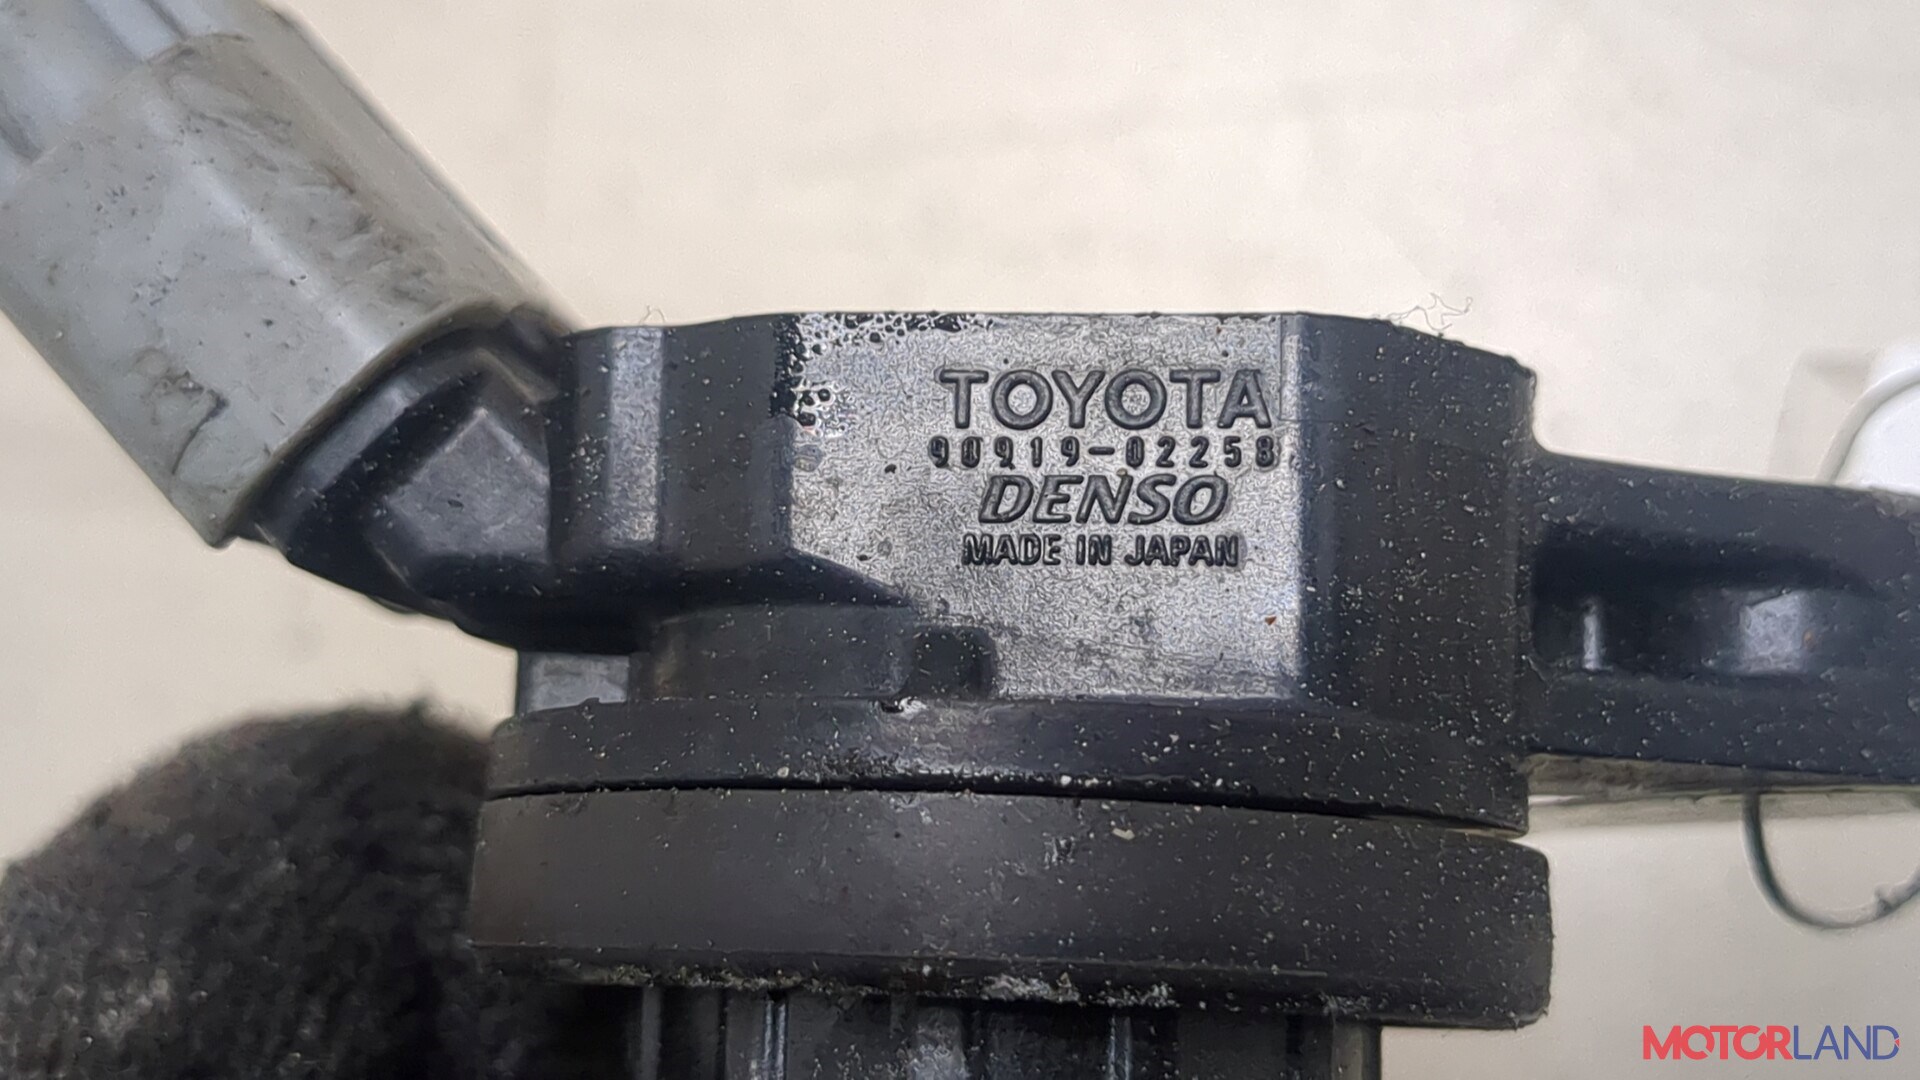 TOYOTA
90919-02258
DENSO
MADE IN JAPAN
MOTORLAND